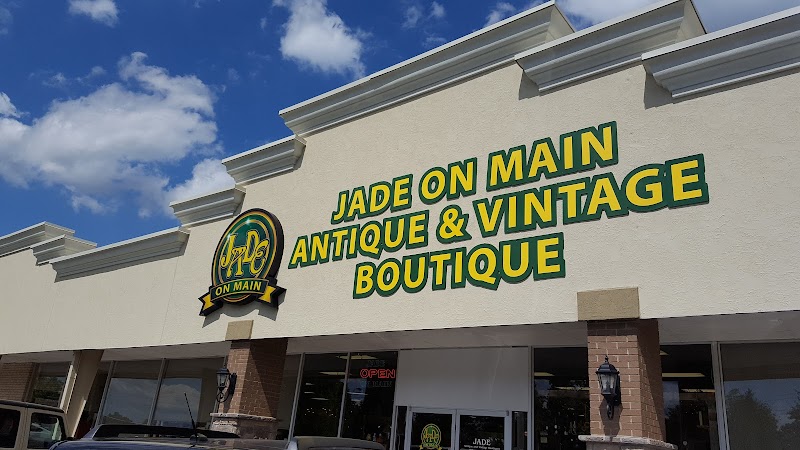 JADE ON MAIN
ANTIQUE & VINTAGE
BOUTIQUE
JADE
ON MAIN
OPEN
JADE